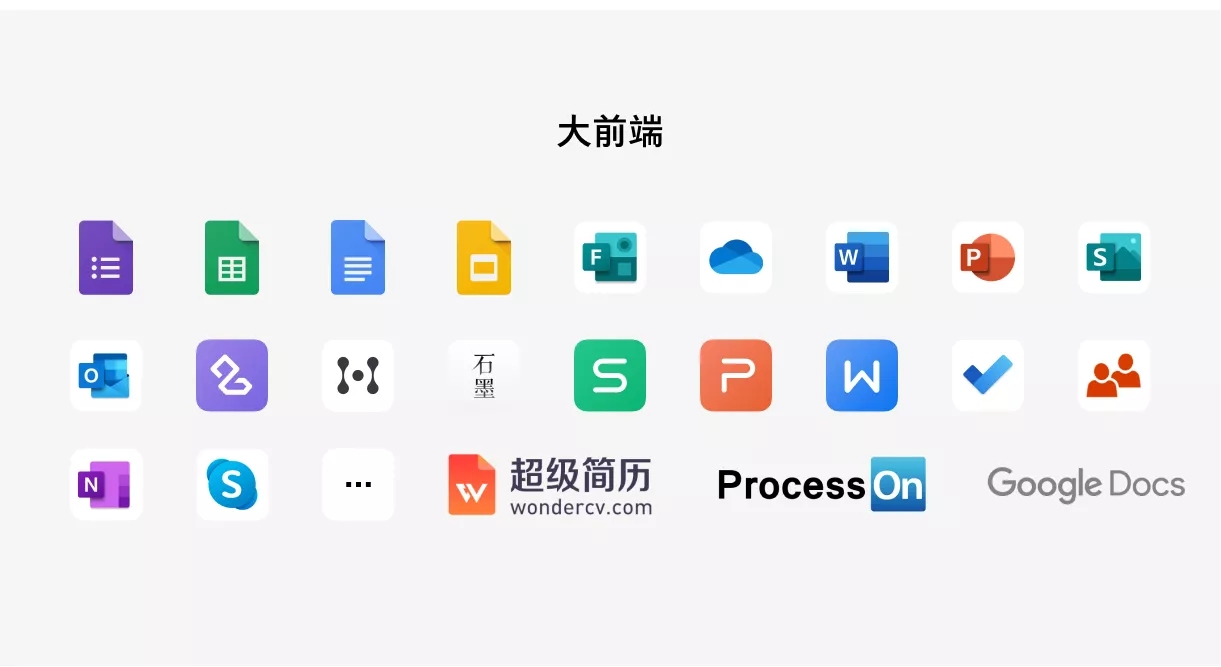 大前端
F
W
P
S
O
石墨
S
P
W
N
S
...
W
超级简历
wondercv.com
ProcessOn
Google Docs